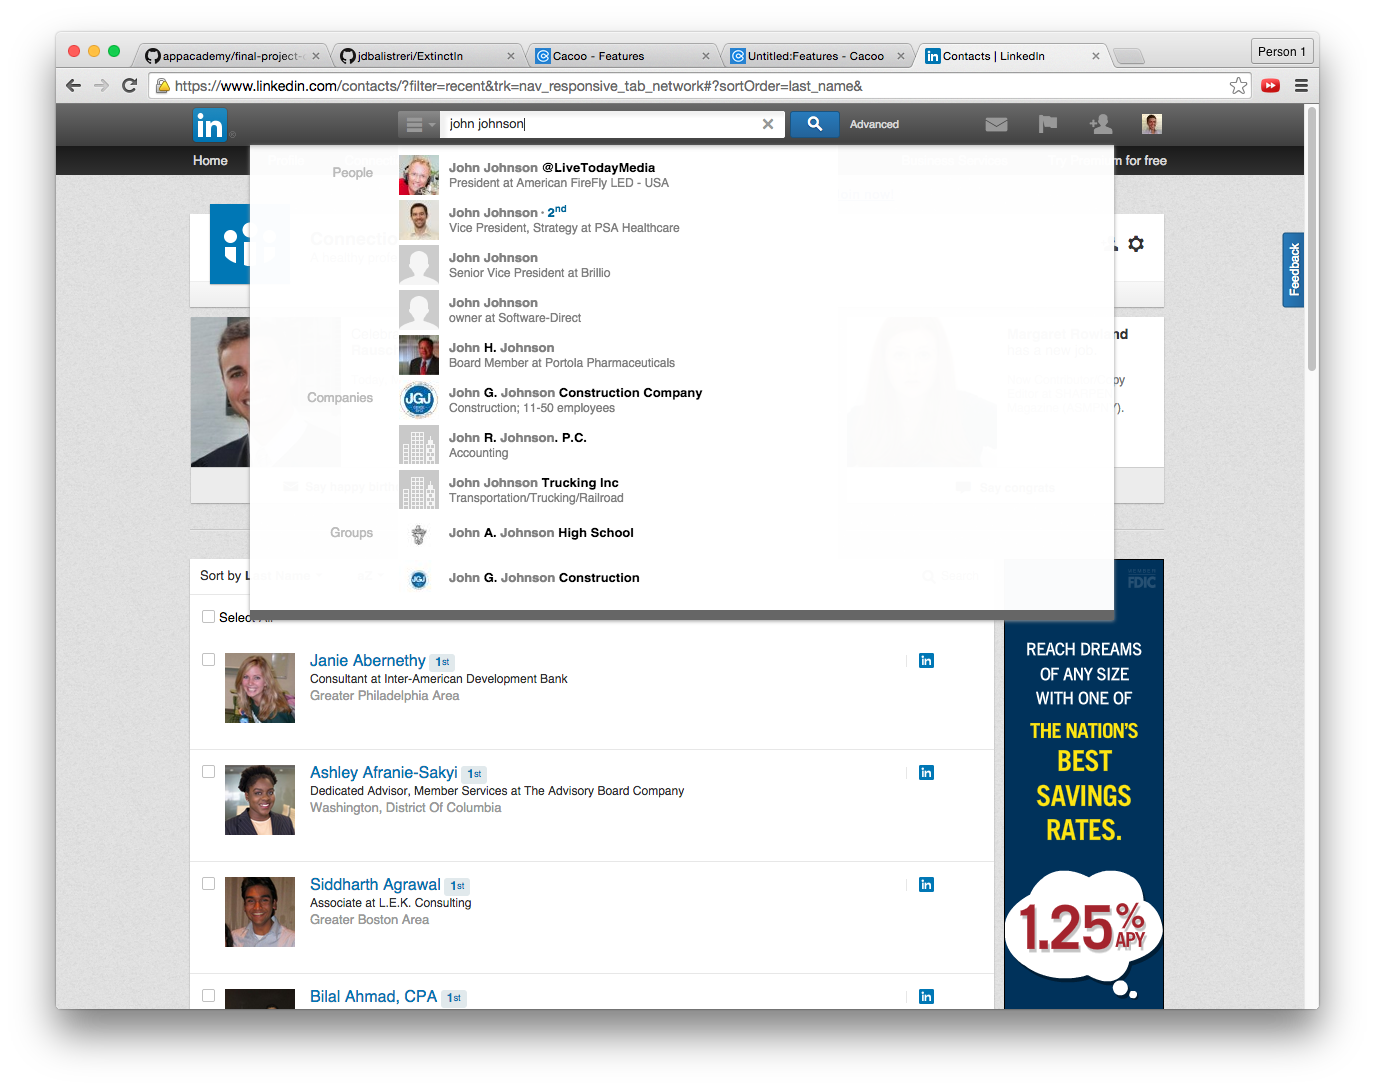 appacademy/final-project-
jdbalistreri/ExtinctIn
Cacoo - Features
Untitled:Features - Cacoo
Contacts | LinkedIn
Person 1
https://www.linkedin.com/contacts/?filter=recent&trk=nav_responsive_tab_network#?sortOrder=last_name&
in
john johnson
Advanced
Home
m for free
People
John Johnson @LiveTodayMedia
President at American FireFly LED - USA
John Johnson · 2nd
Vice President, Strategy at PSA Healthcare
John Johnson
Senior Vice President at Brillio
John Johnson
owner at Software-Direct
John H. Johnson
Board Member at Portola Pharmaceuticals
Companies
JGJ
John G. Johnson Construction Company
Construction; 11-50 employees
John R. Johnson. P.C.
Accounting
John Johnson Trucking Inc
Transportation/Trucking/Railroad
Groups
John A. Johnson High School
JGJ
John G. Johnson Construction
Feedback
Sort by L
Select All
Janie Abernethy 1st
Consultant at Inter-American Development Bank
Greater Philadelphia Area
in
Ashley Afranie-Sakyi 1st
Dedicated Advisor, Member Services at The Advisory Board Company
Washington, District Of Columbia
in
Siddharth Agrawal 1st
Associate at L.E.K. Consulting
Greater Boston Area
in
Bilal Ahmad, CPA 1st
in
FDIC
REACH DREAMS
OF ANY SIZE
WITH ONE OF
THE NATION'S
BEST
SAVINGS
RATES.
1.25%
APY